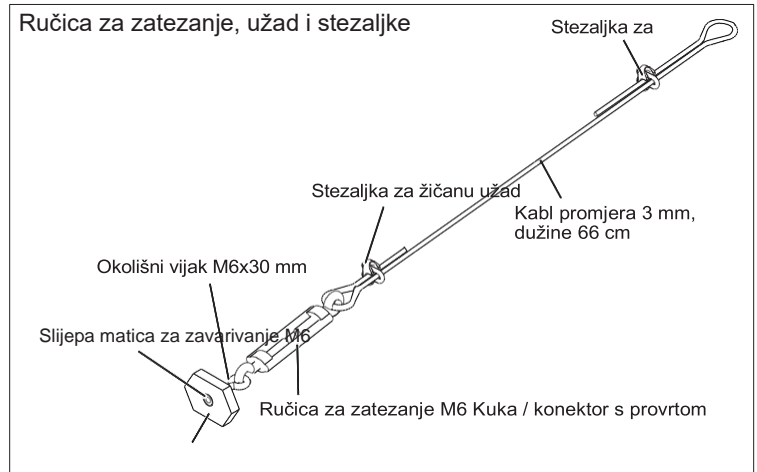 Ručica za zatezanje, užad i stezaljke
Stezaljka za
Stezaljka za žičanu užad
Kabl promjera 3 mm,
dužine 66 cm
Okolišni vijak M6x30 mm
Slijepa matica za zavarivanje M6
Ručica za zatezanje M6 Kuka / konektor s provrtom